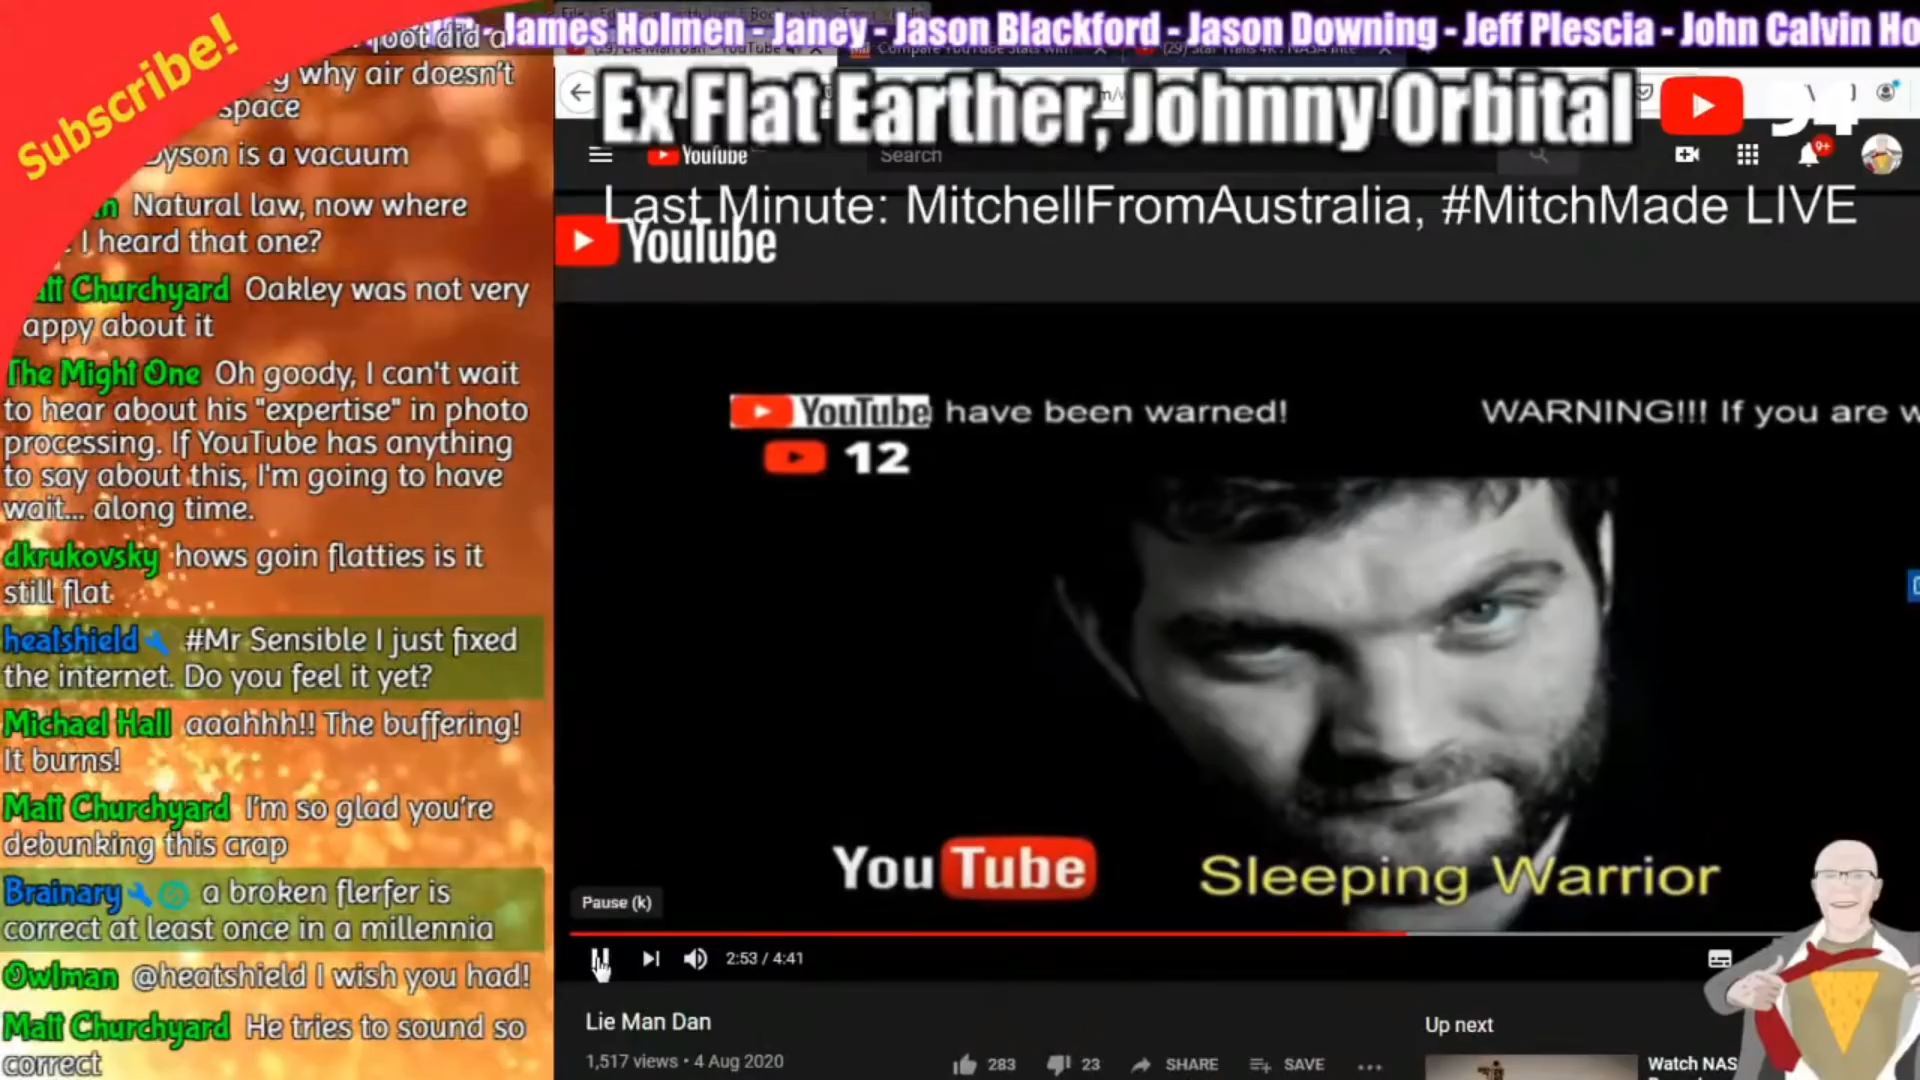 James Holmen - Janey - Jason Blackford - Jason Downing - Jeff Plescia - John Calvin Ho
Subscribe!
foot did a
why air doesn't
space
Dyson is a vacuum
Natural law, now where
I heard that one?
att Churchyard Oakley was not very
appy about it
The Might One Oh goody, I can't wait
to hear about his "expertise" in photo
processing. If YouTube has anything
to say about this, I'm going to have
wait... along time.
dkrukovsky hows goin flatties is it
still flat
heatshield #Mr Sensible I just fixed
the internet. Do you feel it yet?
Michael Hall aaahhh!! The buffering!
It burns!
Matt Churchyard I'm so glad you're
debunking this crap
Brainary a broken flerfer is
correct at least once in a millennia
Owlman @heatshield I wish you had!
Matt Churchyard He tries to sound so
correct
Ex Flat Earther, Johnny Orbital
94
YouTube
Search
9+
Last Minute: MitchellFromAustralia, #MitchMade LIVE
YouTube
YouTube have been warned! WARNING!!! If you are w
12
YouTube
Sleeping Warrior
Pause (k)
2:53 / 4:41
Lie Man Dan
1,517 views • 4 Aug 2020
283 23 SHARE SAVE
Up next
Watch NAS